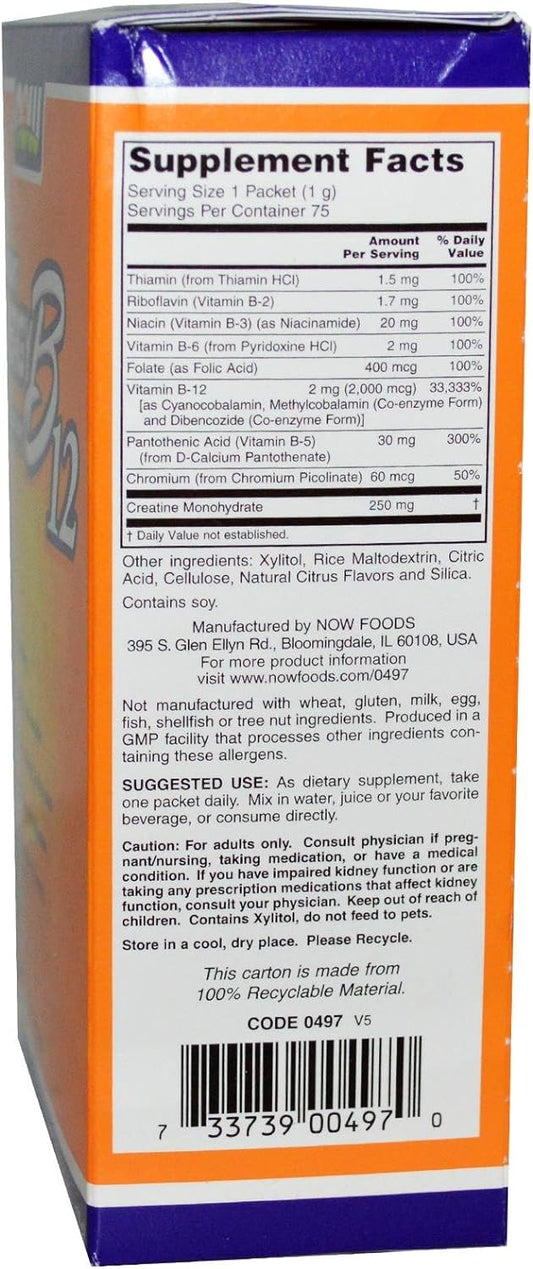 B12
Supplement Facts
Serving Size 1 Packet (1 g)
Servings Per Container 75
Amount Per Serving % Daily Value
Thiamin (from Thiamin HCl) 1.5 mg 100%
Riboflavin (Vitamin B-2) 1.7 mg 100%
Niacin (Vitamin B-3) (as Niacinamide) 20 mg 100%
Vitamin B-6 (from Pyridoxine HCl) 2 mg 100%
Folate (as Folic Acid) 400 mcg 100%
Vitamin B-12 2 mg (2,000 mcg) 33,333%
[as Cyanocobalamin, Methylcobalamin (Co-enzyme Form)
and Dibencozide (Co-enzyme Form)]
Pantothenic Acid (Vitamin B-5) 30 mg 300%
(from D-Calcium Pantothenate)
Chromium (from Chromium Picolinate) 60 mcg 50%
Creatine Monohydrate 250 mg †
† Daily Value not established.
Other ingredients: Xylitol, Rice Maltodextrin, Citric
Acid, Cellulose, Natural Citrus Flavors and Silica.
Contains soy.
Manufactured by NOW FOODS
395 S. Glen Ellyn Rd., Bloomingdale, IL 60108, USA
For more product information
visit www.nowfoods.com/0497
Not manufactured with wheat, gluten, milk, egg,
fish, shellfish or tree nut ingredients. Produced in a
GMP facility that processes other ingredients con-
taining these allergens.
SUGGESTED USE: As dietary supplement, take
one packet daily. Mix in water, juice or your favorite
beverage, or consume directly.
Caution: For adults only. Consult physician if preg-
nant/nursing, taking medication, or have a medical
condition. If you have impaired kidney function or are
taking any prescription medications that affect kidney
function, consult your physician. Keep out of reach of
children. Contains Xylitol, do not feed to pets.
Store in a cool, dry place. Please Recycle.
This carton is made from
100% Recyclable Material.
CODE 0497 V5
7 33739 00497 0